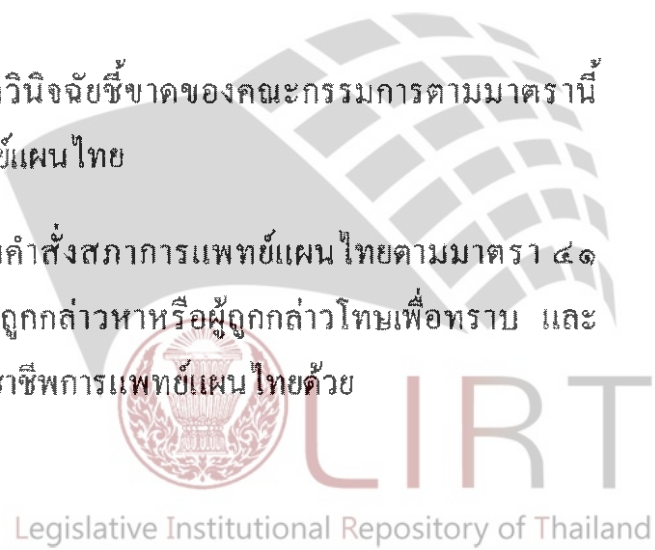 วินิจฉัยชี้ขาดของคณะกรรมการตามมาตรานี้
ย์แผนไทย
คำสั่งสภาการแพทย์แผนไทยตามมาตรา ๔๑
ถูกกล่าวหาหรือผู้ถูกกล่าวโทษเพื่อทราบ และ
าชีพการแพทย์แผนไทยด้วย
LIRT
Legislative Institutional Repository of Thailand